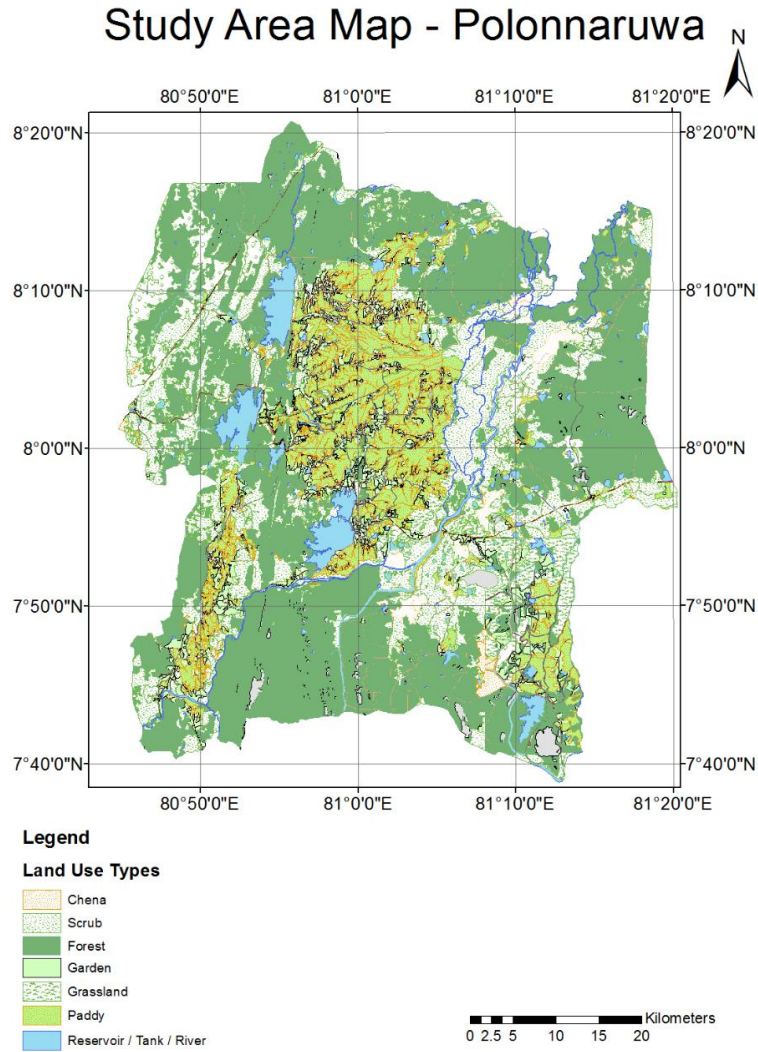 Study Area Map - Polonnaruwa
N
80°50'0"E 81°0'0"E 81°10'0"E 81°20'0"E
8°20'0"N 8°20'0"N
8°10'0"N 8°10'0"N
8°0'0"N 8°0'0"N
7°50'0"N 7°50'0"N
7°40'0"N 7°40'0"N
80°50'0"E 81°0'0"E 81°10'0"E 81°20'0"E
Legend
Land Use Types
Chena
Scrub
Forest
Garden
Grassland
Paddy
Reservoir / Tank / River
Kilometers
0 2.5 5 10 15 20